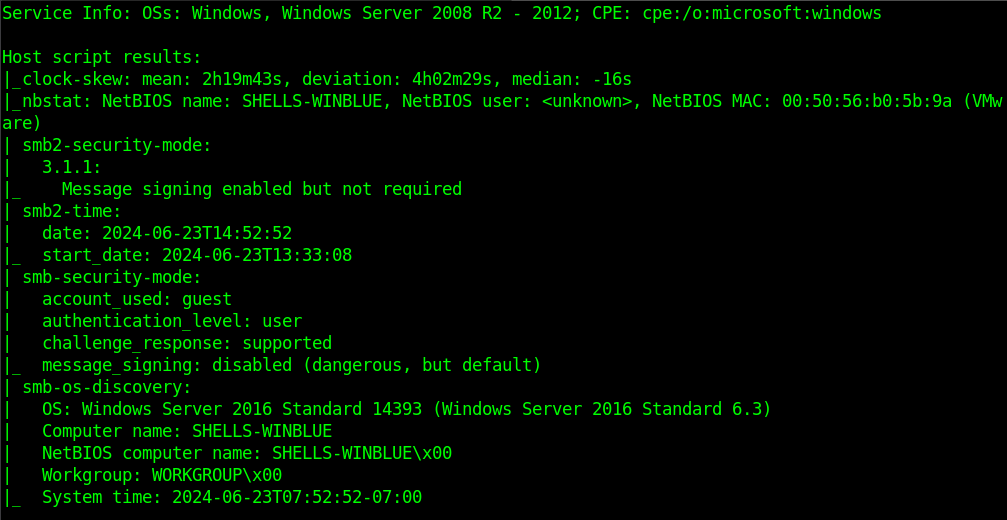 Service Info: OSs: Windows, Windows Server 2008 R2 - 2012; CPE: cpe:/o:microsoft:windows

Host script results:
|_clock-skew: mean: 2h19m43s, deviation: 4h02m29s, median: -16s
|_nbstat: NetBIOS name: SHELLS-WINBLUE, NetBIOS user: <unknown>, NetBIOS MAC: 00:50:56:b0:5b:9a (VMw
are)
| smb2-security-mode:
|   3.1.1:
|_    Message signing enabled but not required
| smb2-time:
|   date: 2024-06-23T14:52:52
|_  start_date: 2024-06-23T13:33:08
| smb-security-mode:
|   account_used: guest
|   authentication_level: user
|   challenge_response: supported
|_  message_signing: disabled (dangerous, but default)
| smb-os-discovery:
|   OS: Windows Server 2016 Standard 14393 (Windows Server 2016 Standard 6.3)
|   Computer name: SHELLS-WINBLUE
|   NetBIOS computer name: SHELLS-WINBLUE\x00
|   Workgroup: WORKGROUP\x00
|_  System time: 2024-06-23T07:52:52-07:00